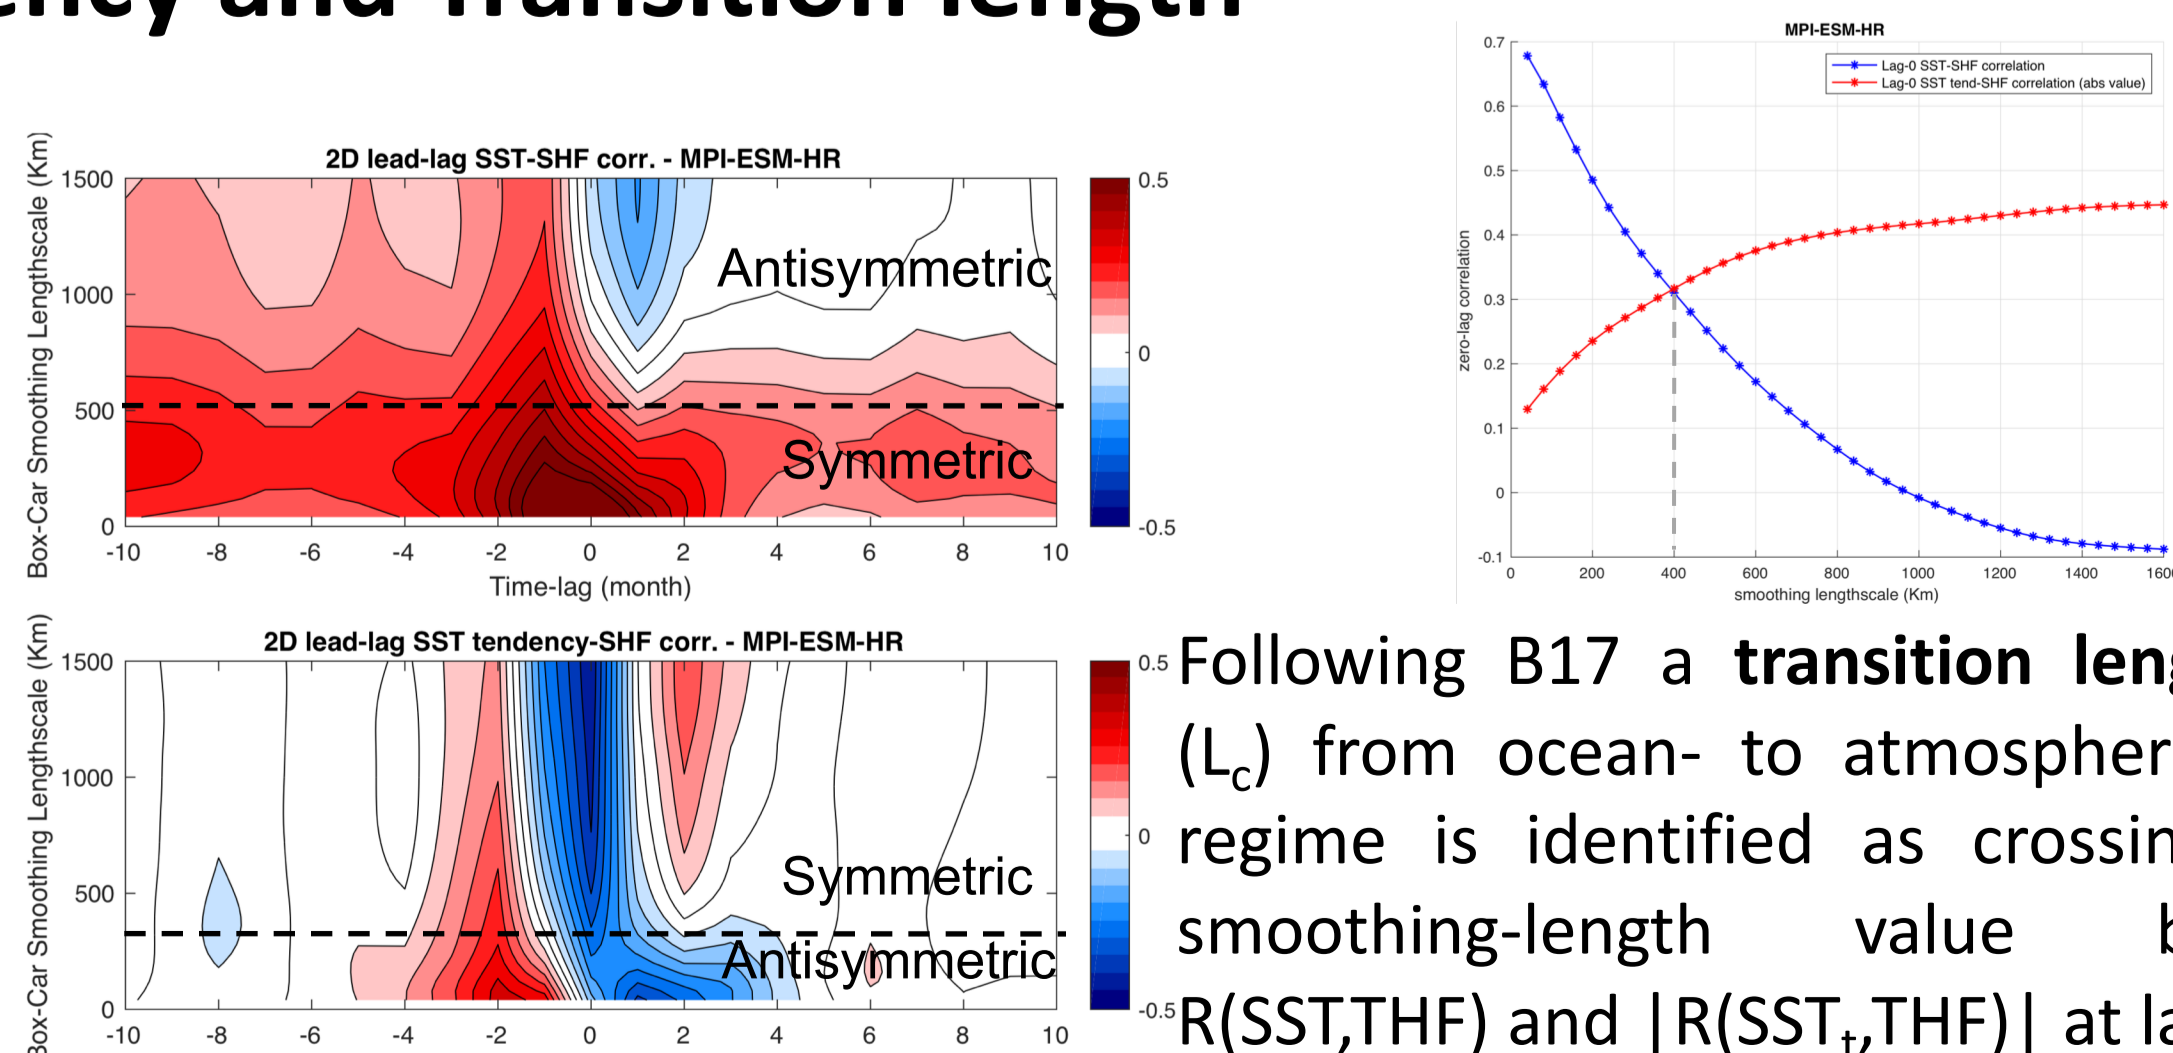 and Transition length
2D lead-lag SST-SHF corr. - MPI-ESM-HR
Box-Car Smoothing Lengthscale (Km)
1500
1000
500
0
Antisymmetric
Symmetric
-10 -8 -6 -4 -2 0 2 4 6 8 10
Time-lag (month)
0.5
0
-0.5
2D lead-lag SST tendency-SHF corr. - MPI-ESM-HR
Box-Car Smoothing Lengthscale (Km)
1500
1000
500
0
Symmetric
Antisymmetric
-10 -8 -6 -4 -2 0 2 4 6 8 10
0.5
0
-0.5
MPI-ESM-HR
Lag-0 SST-SHF correlation
Lag-0 SST tend-SHF correlation (abs value)
zero-lag correlation
0.7
0.6
0.5
0.4
0.3
0.2
0.1
0
-0.1
0 200 400 600 800 1000 1200 1400
smoothing lengthscale (Km)
Following B17 a transition
(Lc) from ocean- to
regime is identified as
smoothing-length value
R(SST,THF) and |R(SSTt,THF)| at